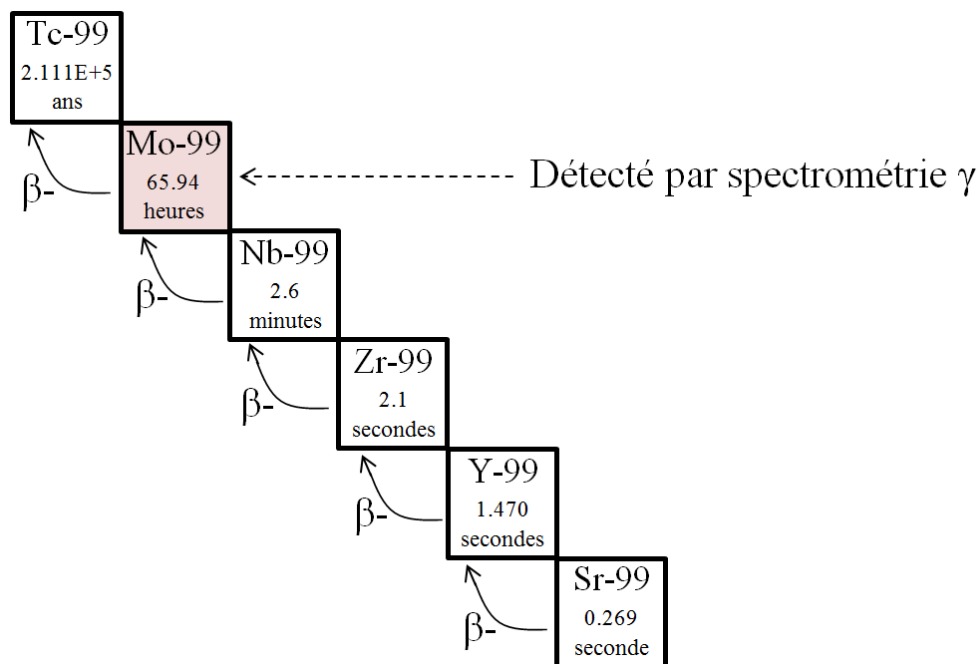 Tc-99
2.111E+5
ans
β-
Mo-99
65.94
heures
Détecté par spectrométrie γ
β-
Nb-99
2.6
minutes
β-
Zr-99
2.1
secondes
β-
Y-99
1.470
secondes
β-
Sr-99
0.269
seconde